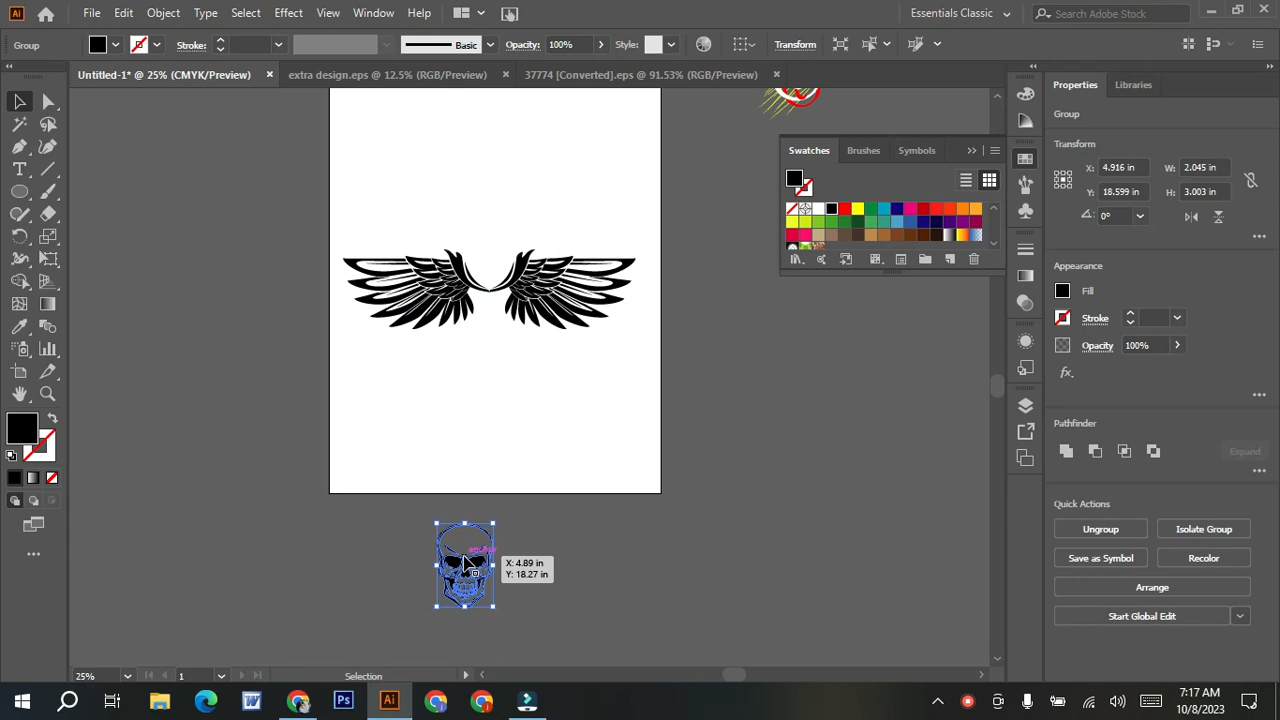 Ai File Edit Object Type Select Effect View Window Help Essentials Classic Search Adobe Stock
Group Stroke: Basic Opacity: 100% Style: Transform
Untitled-1* @ 25% (CMYK/Preview) extra design.eps @ 12.5% (RGB/Preview) 37774 [Converted].eps @ 91.53% (RGB/Preview)
Properties Libraries
Group
Swatches Brushes Symbols
Transform
X: 4.916 in W: 2.045 in
Y: 18.599 in H: 3.003 in
0°
Appearance
Fill
Stroke
Opacity 100%
fx.
Pathfinder
Expand
Quick Actions
Ungroup Isolate Group
Save as Symbol Recolor
Arrange
Start Global Edit
X: 4.89 in
Y: 18.27 in
25% 1 Selection
W Ps Ai
7:17 AM
10/8/2023